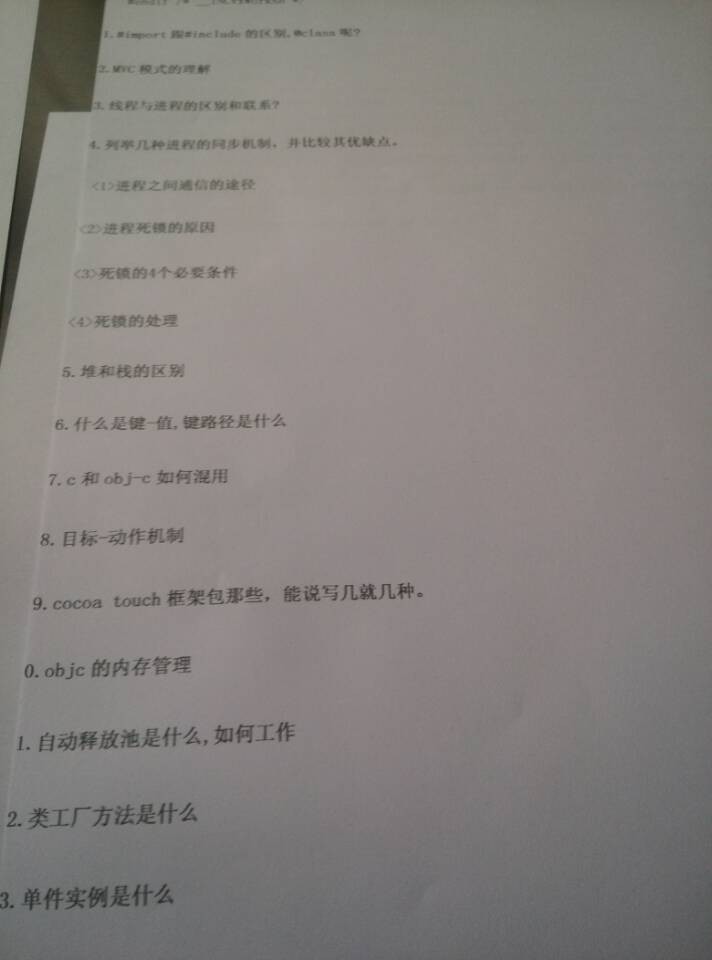 1.#import 跟#include 的区别,@class 呢?
2.MVC 模式的理解
3.线程与进程的区别和联系?
4.列举几种进程的同步机制，并比较其优缺点。
<1>进程之间通信的途径
<2>进程死锁的原因
<3>死锁的4个必要条件
<4>死锁的处理
5.堆和栈的区别
6.什么是键-值,键路径是什么
7.c 和 obj-c 如何混用
8.目标-动作机制
9.cocoa touch 框架包那些，能说写几就几种。
0.objc 的内存管理
1.自动释放池是什么,如何工作
2.类工厂方法是什么
3.单件实例是什么